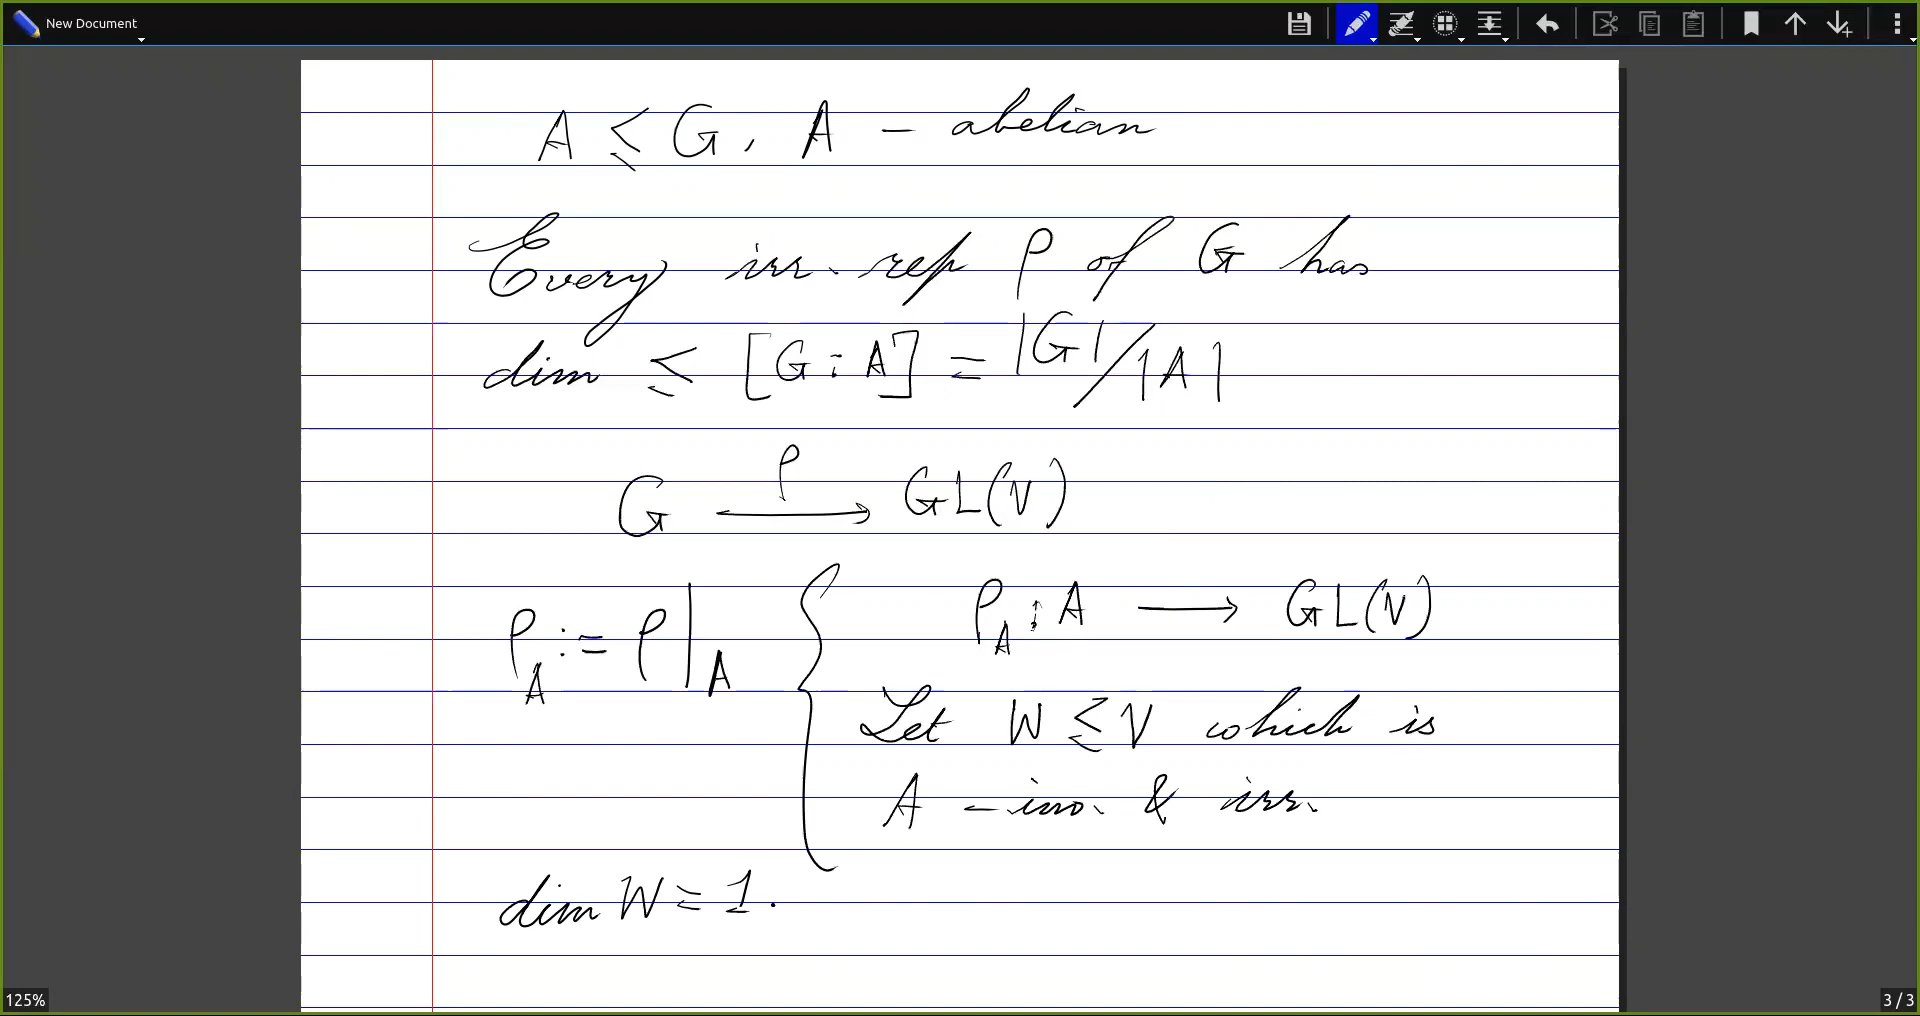 New Document
A ≤ G, A - abelian
Every irr. rep ρ of G has
dim ≤ [G : A] = |G|/|A|
G ⟶ρ GL(V)
ρ_A := ρ|_A
ρ_A : A ⟶ GL(V)
Let W ≤ V which is
A - inv. & irr.
dim W = 1.
125%
3 / 3